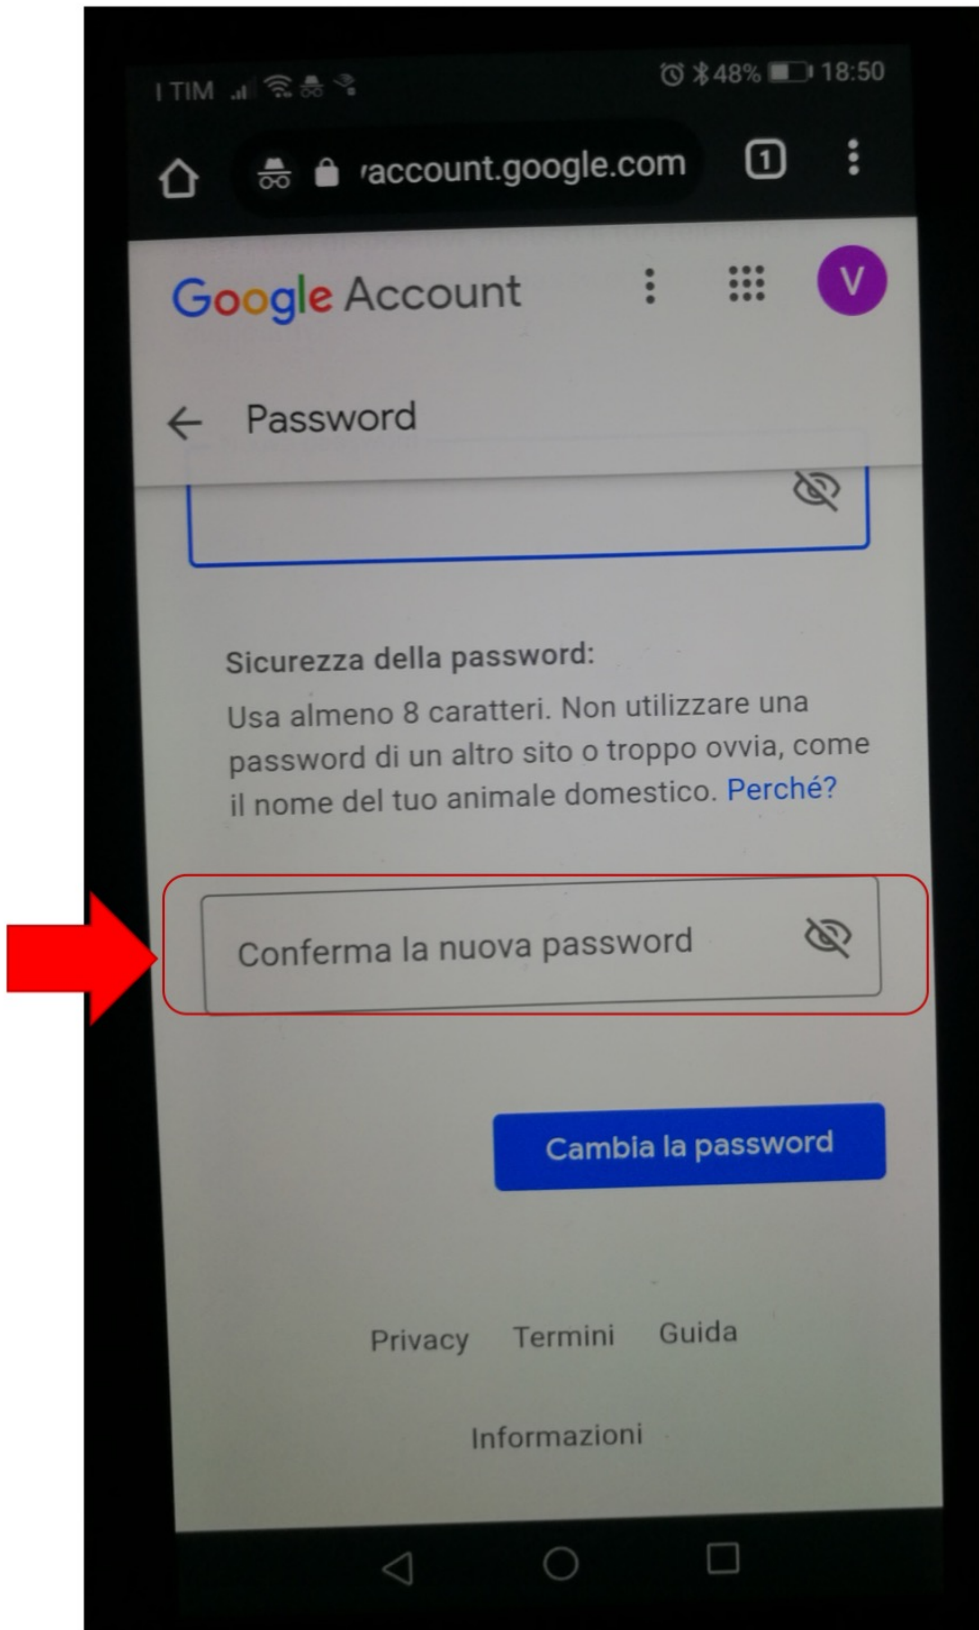 I TIM
48% 18:50
account.google.com
1
Google Account
V
Password
Sicurezza della password:
Usa almeno 8 caratteri. Non utilizzare una
password di un altro sito o troppo ovvia, come
il nome del tuo animale domestico. Perché?
Conferma la nuova password
Cambia la password
Privacy Termini Guida
Informazioni